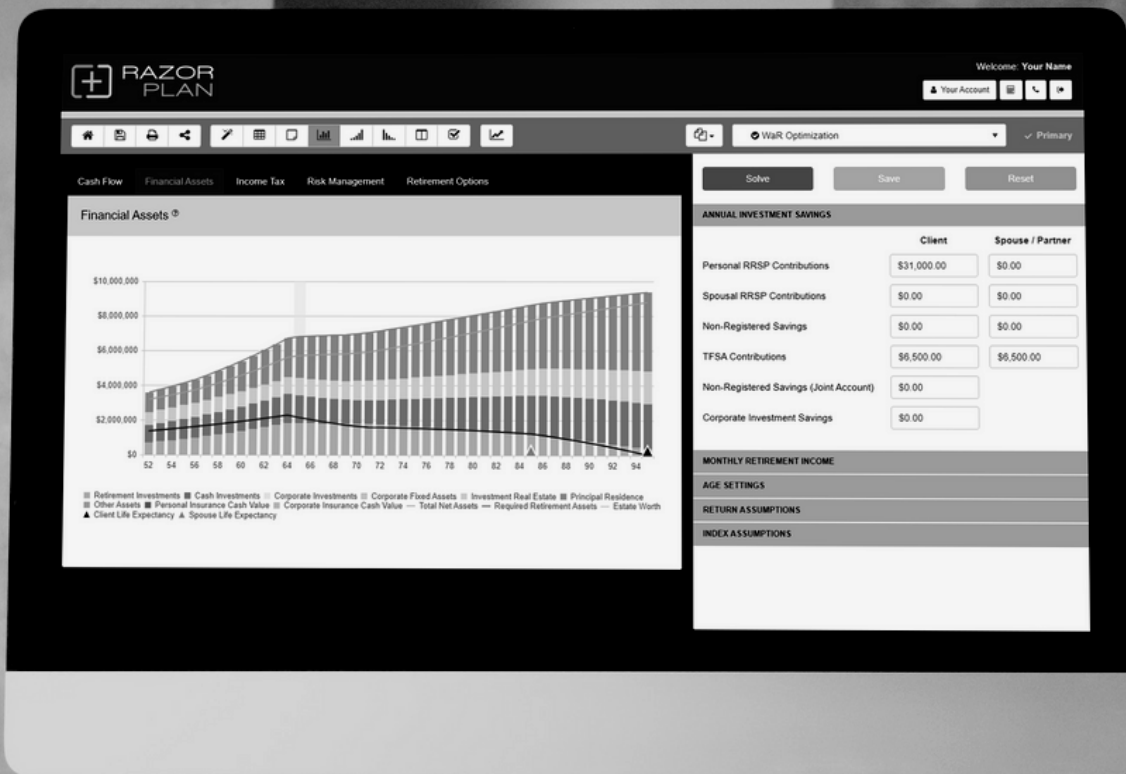 RAZOR
PLAN
Welcome: Your Name
Your Account
WaR Optimization
Primary
Cash Flow Financial Assets Income Tax Risk Management Retirement Options
Solve Save Reset
Financial Assets ?
ANNUAL INVESTMENT SAVINGS
Client Spouse / Partner
Personal RRSP Contributions $31,000.00 $0.00
Spousal RRSP Contributions $0.00 $0.00
Non-Registered Savings $0.00 $0.00
TFSA Contributions $6,500.00 $6,500.00
Non-Registered Savings (Joint Account) $0.00
Corporate Investment Savings $0.00
MONTHLY RETIREMENT INCOME
AGE SETTINGS
RETURN ASSUMPTIONS
INDEX ASSUMPTIONS
$10,000,000
$8,000,000
$6,000,000
$4,000,000
$2,000,000
$0
52 54 56 58 60 62 64 66 68 70 72 74 76 78 80 82 84 86 88 90 92 94
Retirement Investments Cash Investments Corporate Investments Corporate Fixed Assets Investment Real Estate Principal Residence
Other Assets Personal Insurance Cash Value Corporate Insurance Cash Value Total Net Assets Required Retirement Assets Estate Worth
Client Life Expectancy Spouse Life Expectancy